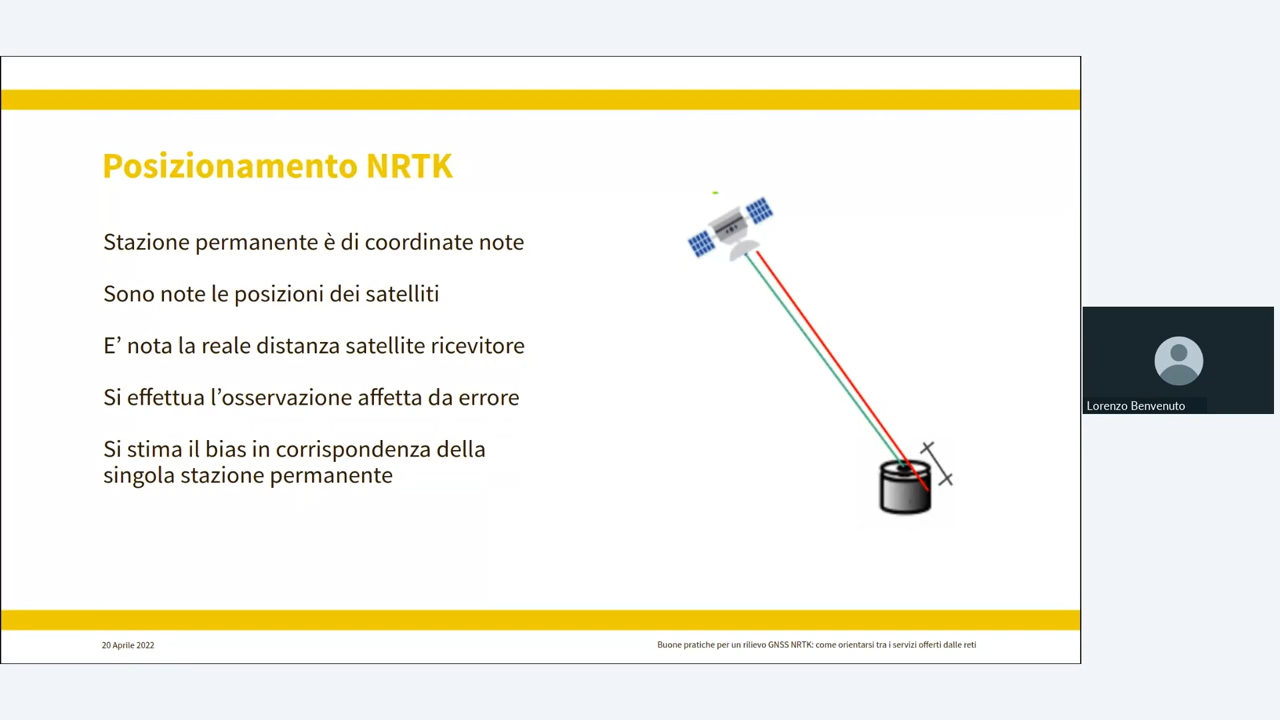 Posizionamento NRTK
Stazione permanente è di coordinate note
Sono note le posizioni dei satelliti
E’ nota la reale distanza satellite ricevitore
Si effettua l’osservazione affetta da errore
Si stima il bias in corrispondenza della
singola stazione permanente
Lorenzo Benvenuto
20 Aprile 2022
Buone pratiche per un rilievo GNSS NRTK: come orientarsi tra i servizi offerti dalle reti